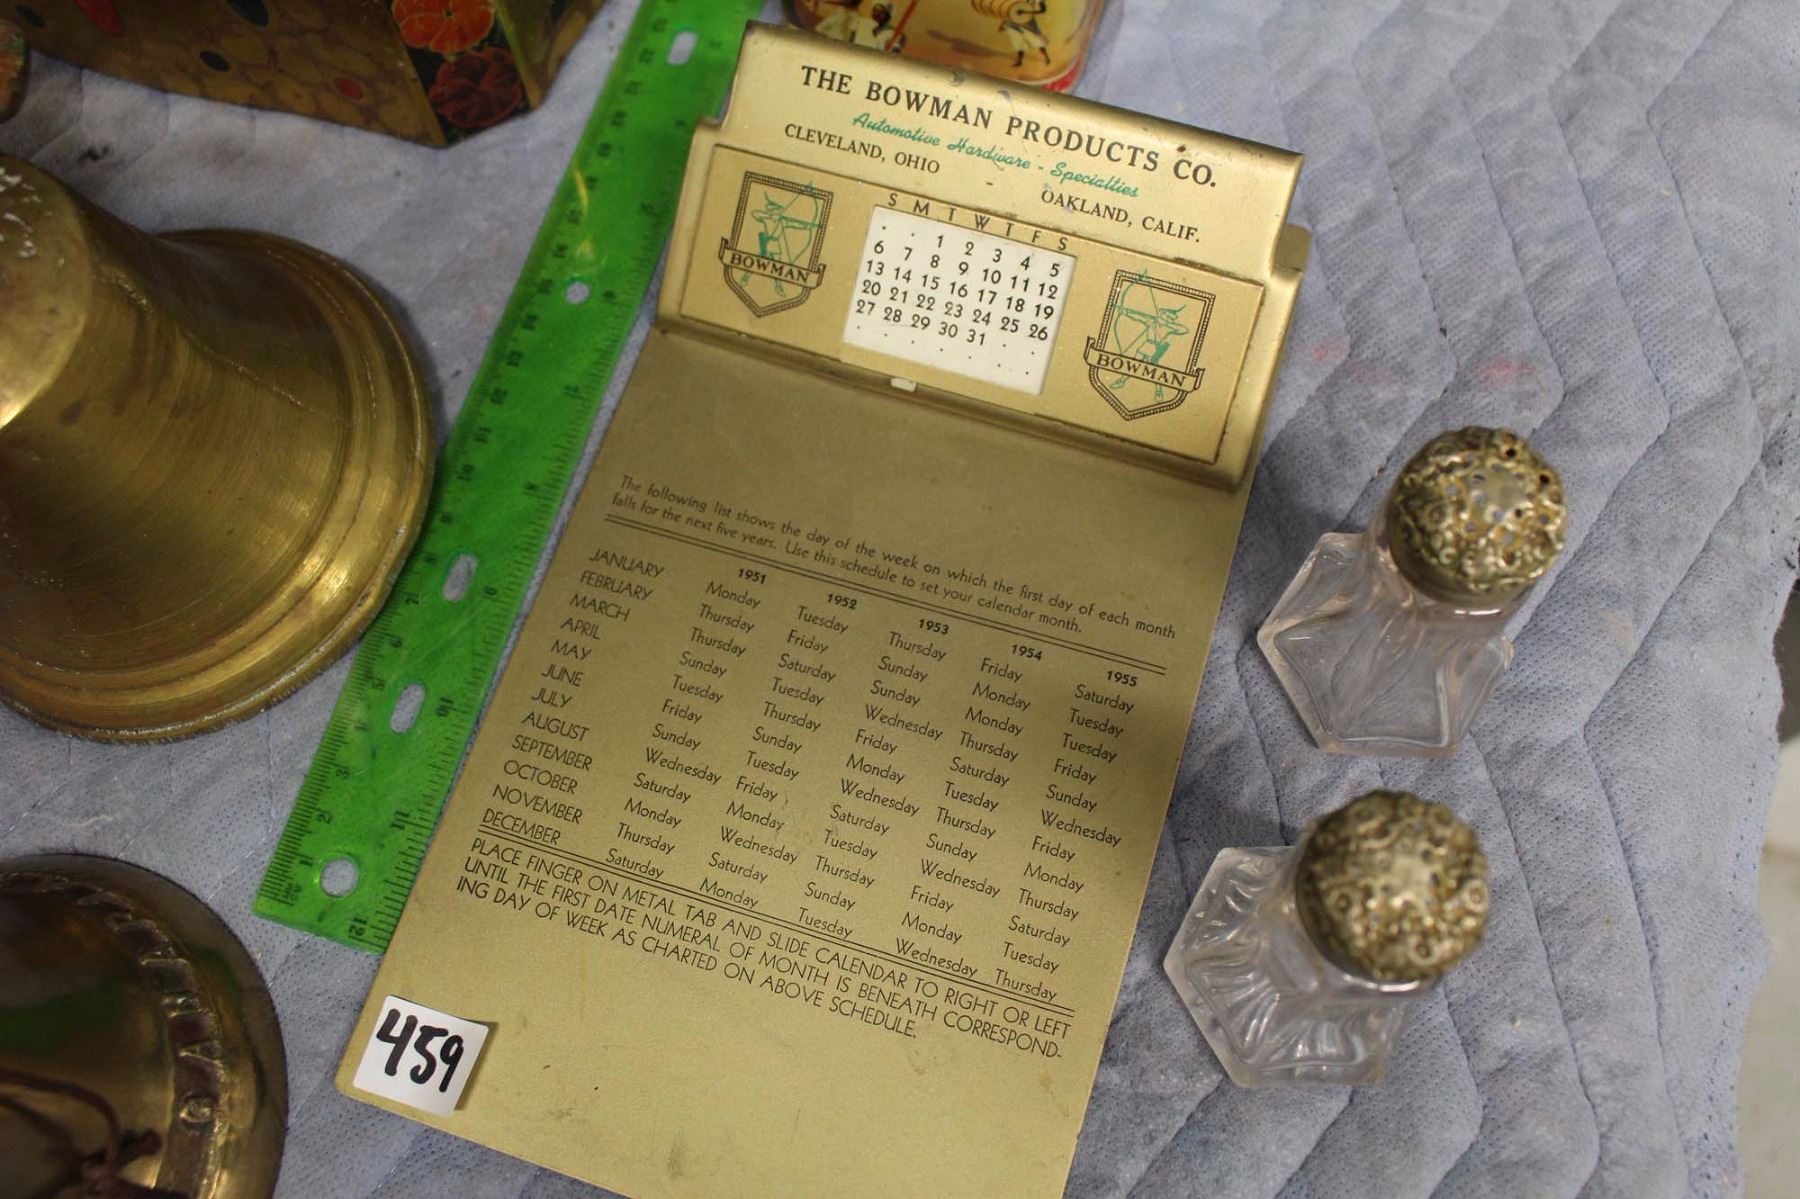 THE BOWMAN PRODUCTS CO.
Automotive Hardware - Specialties
CLEVELAND, OHIO - OAKLAND, CALIF.
S M T W T F S
. . 1 2 3 4 5
6 7 8 9 10 11 12
13 14 15 16 17 18 19
20 21 22 23 24 25 26
27 28 29 30 31 . .
BOWMAN
BOWMAN
The following list shows the day of the week on which the first day of each month
falls for the next five years. Use this schedule to set your calendar month.
1951 1952 1953 1954 1955
JANUARY Monday Tuesday Thursday Friday Saturday
FEBRUARY Thursday Friday Sunday Monday Tuesday
MARCH Thursday Saturday Sunday Monday Tuesday
APRIL Sunday Tuesday Wednesday Thursday Friday
MAY Tuesday Thursday Friday Saturday Sunday
JUNE Friday Sunday Monday Tuesday Wednesday
JULY Sunday Tuesday Wednesday Thursday Friday
AUGUST Wednesday Friday Saturday Sunday Monday
SEPTEMBER Saturday Monday Tuesday Wednesday Thursday
OCTOBER Monday Wednesday Thursday Friday Saturday
NOVEMBER Thursday Saturday Sunday Monday Tuesday
DECEMBER Saturday Monday Tuesday Wednesday Thursday
PLACE FINGER ON METAL TAB AND SLIDE CALENDAR TO RIGHT OR LEFT
UNTIL THE FIRST DATE NUMERAL OF MONTH IS BENEATH CORRESPOND-
ING DAY OF WEEK AS CHARTED ON ABOVE SCHEDULE.
459